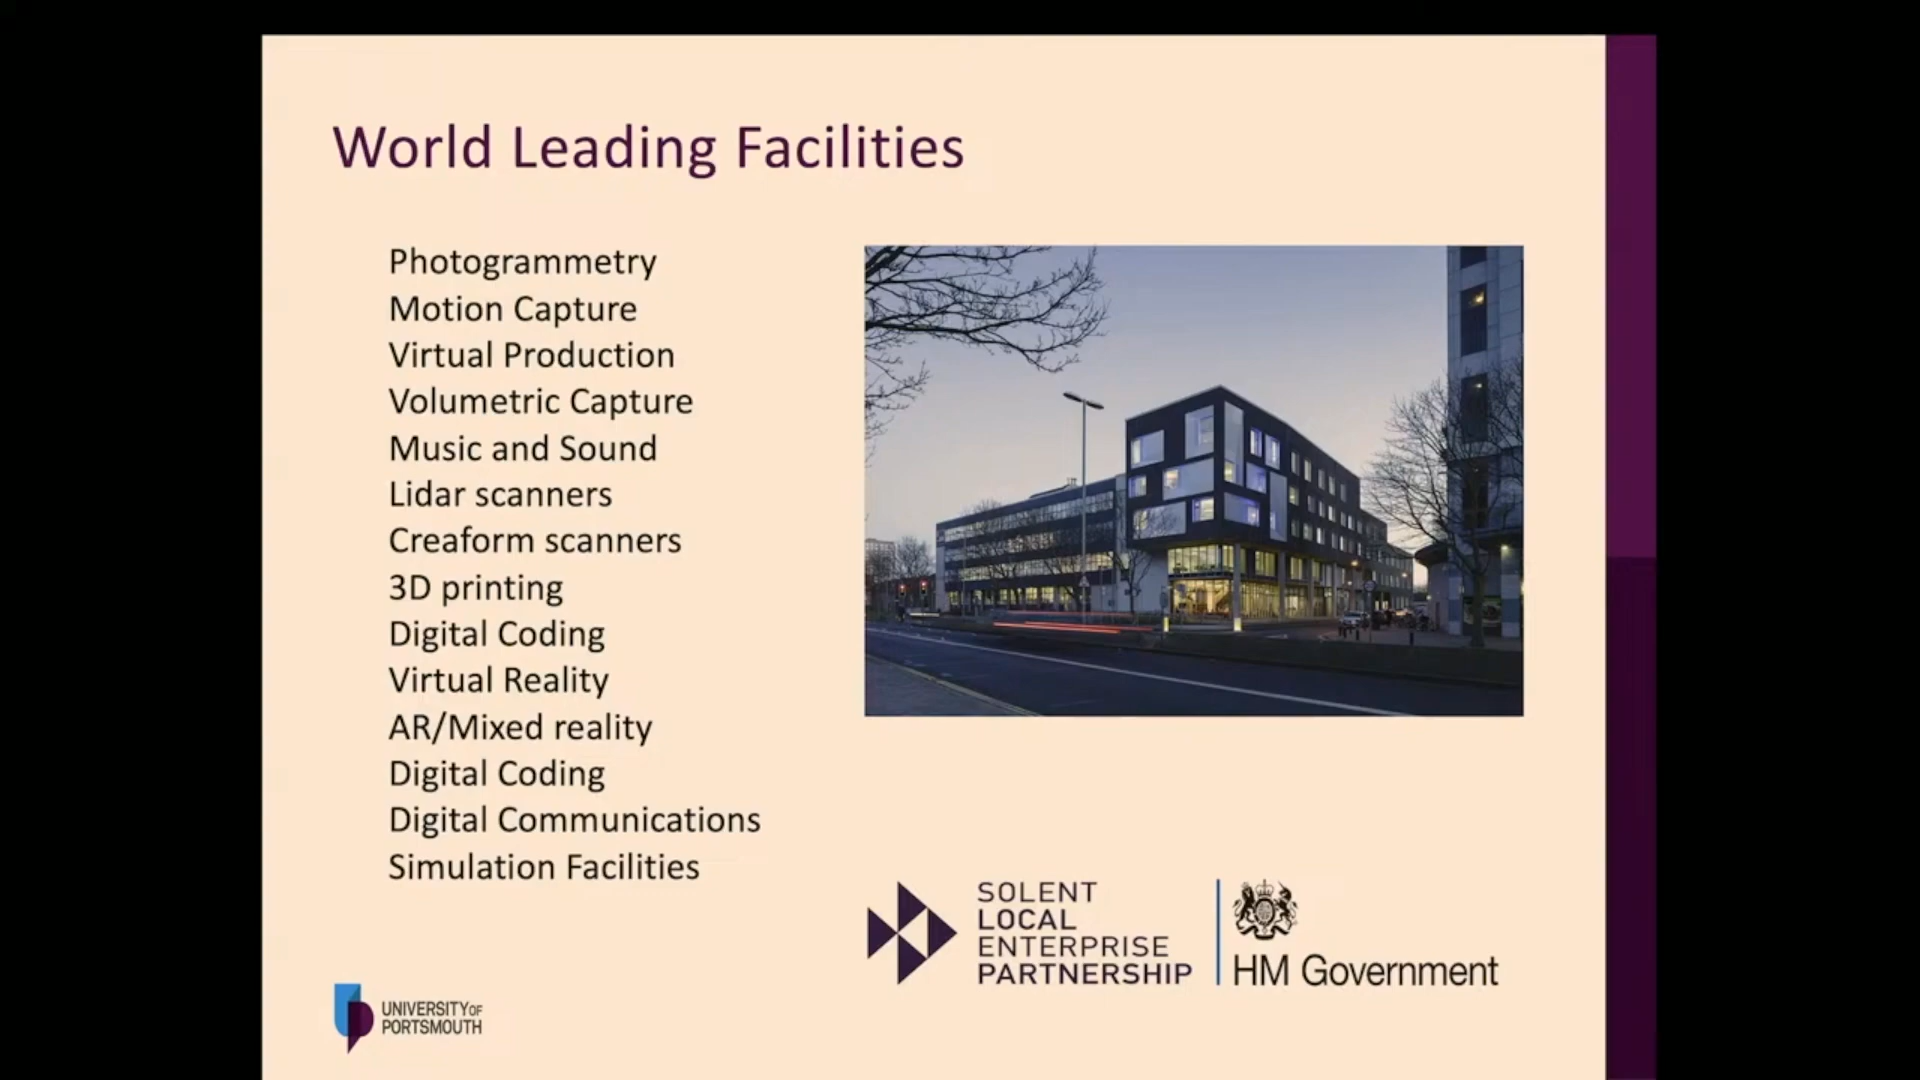 World Leading Facilities
Photogrammetry
Motion Capture
Virtual Production
Volumetric Capture
Music and Sound
Lidar scanners
Creaform scanners
3D printing
Digital Coding
Virtual Reality
AR/Mixed reality
Digital Coding
Digital Communications
Simulation Facilities
SOLENT
LOCAL
ENTERPRISE
PARTNERSHIP
HM Government
UNIVERSITY OF
PORTSMOUTH